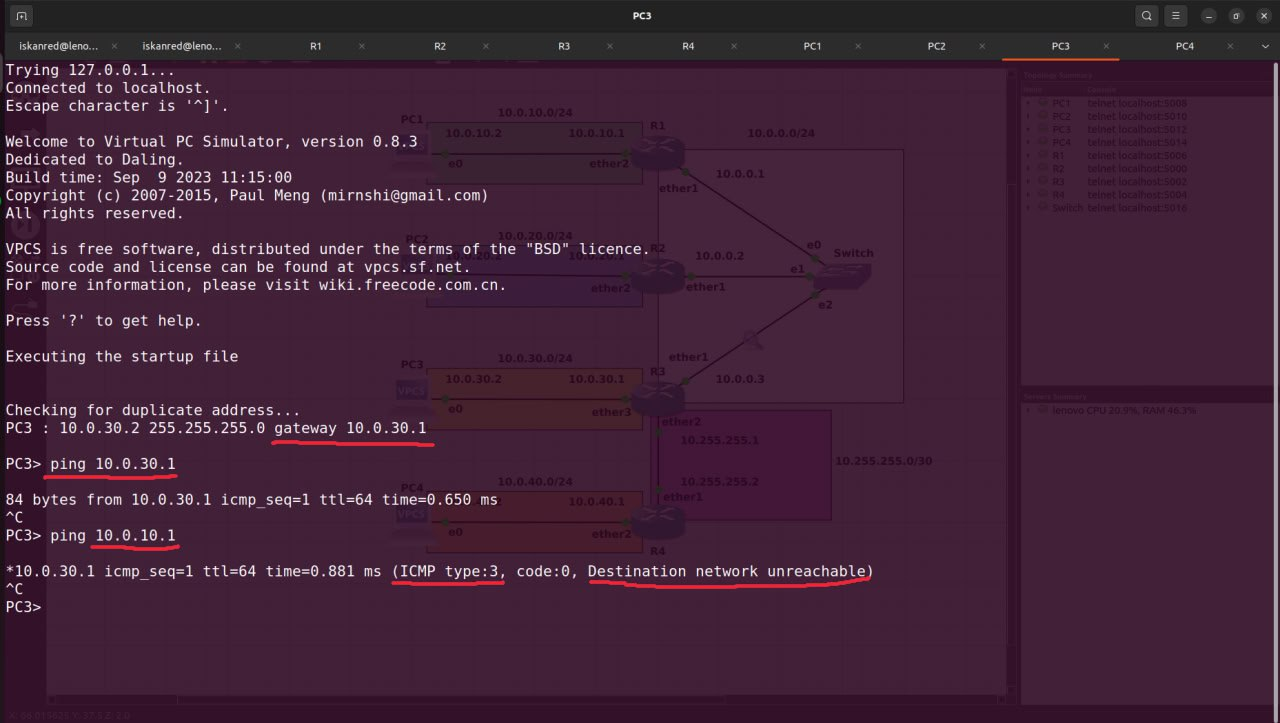 PC3
iskanred@leno...
iskanred@leno...
R1
R2
R3
R4
PC1
PC2
PC3
PC4
Trying 127.0.0.1...
Connected to localhost.
Escape character is '^]'.
Welcome to Virtual PC Simulator, version 0.8.3
Dedicated to Daling.
Build time: Sep  9 2023 11:15:00
Copyright (c) 2007-2015, Paul Meng (mirnshi@gmail.com)
All rights reserved.
VPCS is free software, distributed under the terms of the "BSD" licence.
Source code and license can be found at vpcs.sf.net.
For more information, please visit wiki.freecode.com.cn.
Press '?' to get help.
Executing the startup file
Checking for duplicate address...
PC3 : 10.0.30.2 255.255.255.0 gateway 10.0.30.1
PC3> ping 10.0.30.1
84 bytes from 10.0.30.1 icmp_seq=1 ttl=64 time=0.650 ms
^C
PC3> ping 10.0.10.1
*10.0.30.1 icmp_seq=1 ttl=64 time=0.881 ms (ICMP type:3, code:0, Destination network unreachable)
^C
PC3>
PC1
10.0.10.0/24
10.0.10.2
10.0.10.1
e0
ether2
R1
10.0.0.0/24
ether1
10.0.0.1
PC2
10.0.20.0/24
10.0.20.2
10.0.20.1
ether2
R2
10.0.0.2
ether1
e0
e1
e2
Switch
PC3
10.0.30.0/24
VPCS
10.0.30.2
10.0.30.1
e0
ether3
ether1
R3
10.0.0.3
ether2
10.255.255.1
10.255.255.2
10.255.255.0/30
ether1
PC4
10.0.40.0/24
VPCS
10.0.40.1
e0
ether2
R4
Topology Summary
Node
Console
PC1 telnet localhost:5008
PC2 telnet localhost:5010
PC3 telnet localhost:5012
PC4 telnet localhost:5014
R1 telnet localhost:5006
R2 telnet localhost:5000
R3 telnet localhost:5002
R4 telnet localhost:5004
Switch telnet localhost:5016
Servers Summary
lenovo CPU 20.9%, RAM 46.3%